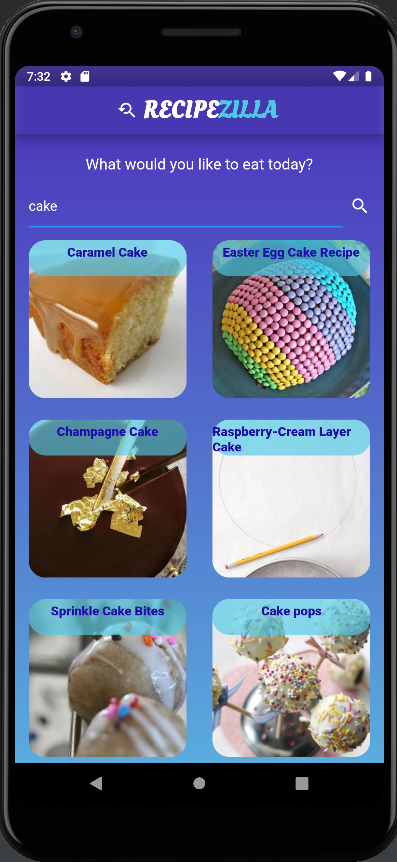 7:32
RECIPEZILLA
What would you like to eat today?
cake
Caramel Cake
Easter Egg Cake Recipe
Champagne Cake
Raspberry-Cream Layer
Cake
Sprinkle Cake Bites
Cake pops